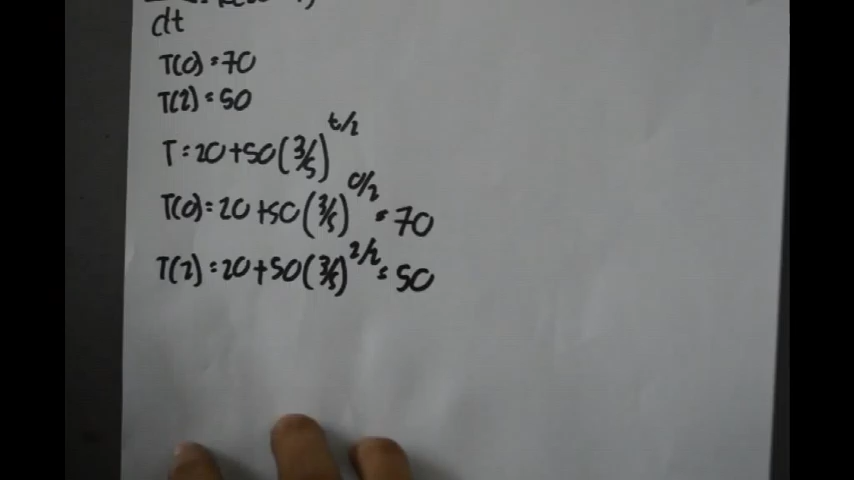 dt
T(0)=70
T(2)=50
T=20+50(3/5)^t/2
T(0)=20+50(3/5)^0/2=70
T(2)=20+50(3/5)^2/2=50